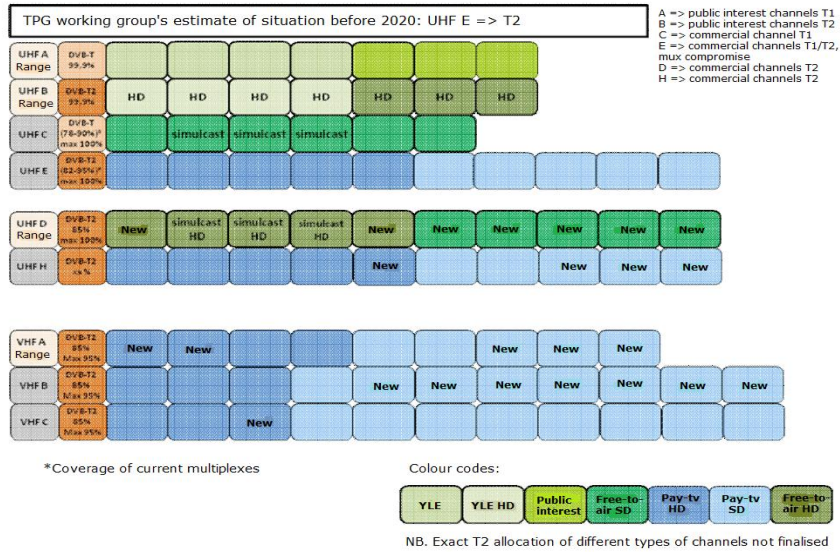 TPG working group's estimate of situation before 2020: UHF E => T2
A => public interest channels T1
B => public interest channels T2
C => commercial channel T1
E => commercial channels T1/T2,
mux compromise
D => commercial channels T2
H => commercial channels T2
UHF A
Range
DVB-T
99.9%
UHF B
Range
DVB-T2
99.9%
HD
HD
HD
HD
HD
HD
HD
UHF C
DVB-T
(78-90%)*
max 100%
simulcast
simulcast
simulcast
UHF E
DVB-T2
(82-95%)*
max 100%
UHF D
Range
DVB-T2
85%
max 100%
New
simulcast
HD
simulcast
HD
simulcast
HD
New
New
New
New
New
New
UHF H
DVB-T2
%
New
New
New
New
VHF A
Range
DVB-T2
85%
Max 95%
New
New
New
New
New
VHF B
DVB-T2
85%
Max 95%
New
New
New
New
New
New
New
VHF C
DVB-T2
85%
Max 95%
New
*Coverage of current multiplexes
Colour codes:
YLE
YLE HD
Public
interest
Free-to-
air SD
Pay-tv
HD
Pay-tv
SD
Free-to-
air HD
NB. Exact T2 allocation of different types of channels not finalised